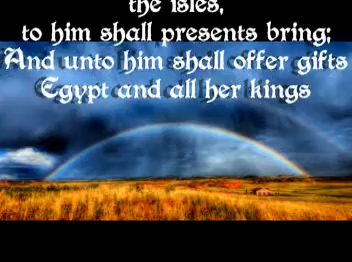 the isles,
to him shall presents bring;
And unto him shall offer gifts
Egypt and all her kings